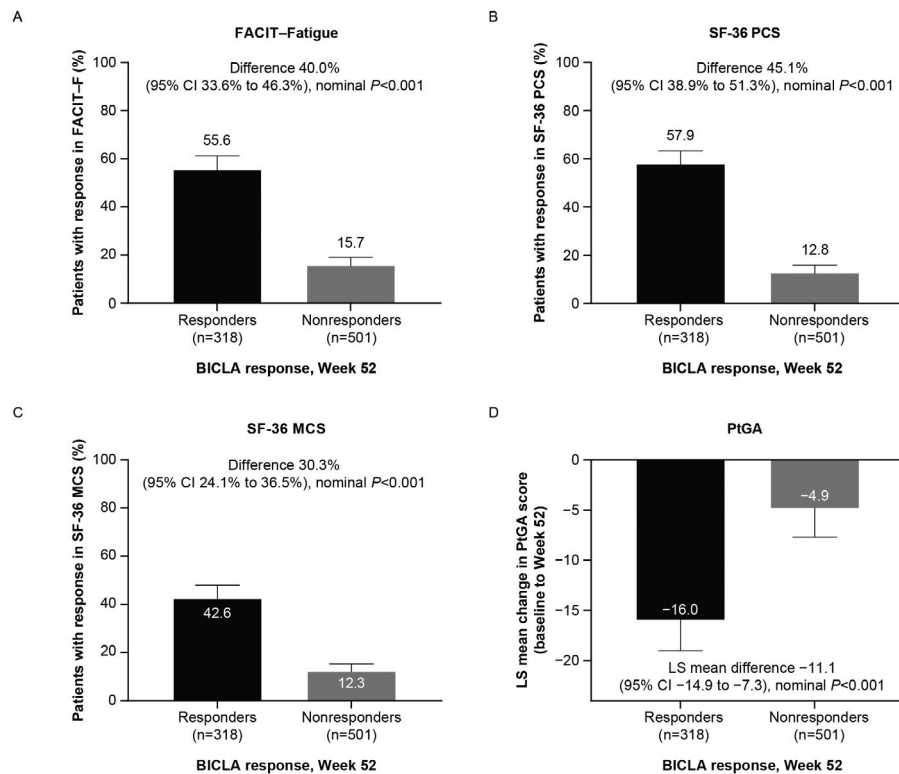 A
FACIT–Fatigue
Difference 40.0%
(95% CI 33.6% to 46.3%), nominal P<0.001
Patients with response in FACIT–F (%)
100
80
60
40
20
0
55.6
15.7
Responders
(n=318)
Nonresponders
(n=501)
BICLA response, Week 52
B
SF-36 PCS
Difference 45.1%
(95% CI 38.9% to 51.3%), nominal P<0.001
Patients with response in SF-36 PCS (%)
100
80
60
40
20
0
57.9
12.8
Responders
(n=318)
Nonresponders
(n=501)
BICLA response, Week 52
C
SF-36 MCS
Difference 30.3%
(95% CI 24.1% to 36.5%), nominal P<0.001
Patients with response in SF-36 MCS (%)
100
80
60
40
20
0
42.6
12.3
Responders
(n=318)
Nonresponders
(n=501)
BICLA response, Week 52
D
PtGA
LS mean change in PtGA score
(baseline to Week 52)
0
−5
−10
−15
−20
−16.0
−4.9
LS mean difference −11.1
(95% CI −14.9 to −7.3), nominal P<0.001
Responders
(n=318)
Nonresponders
(n=501)
BICLA response, Week 52